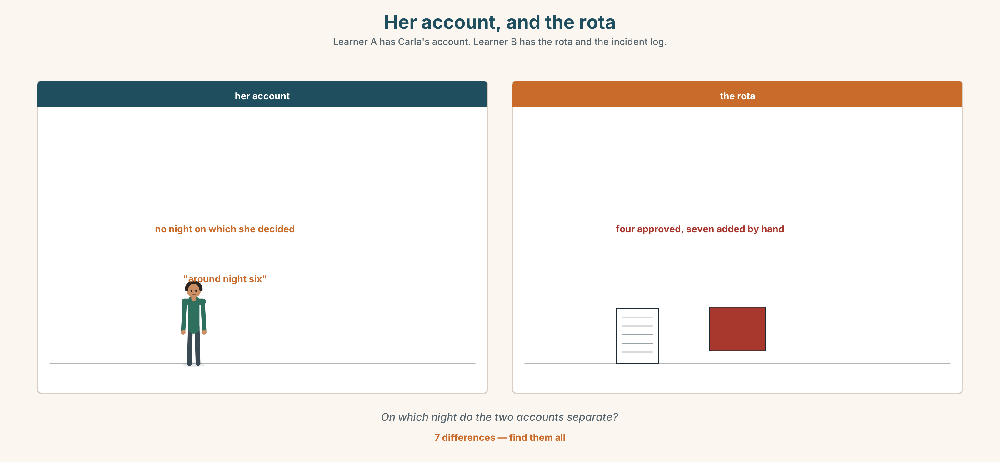 Her account, and the rota
Learner A has Carla's account. Learner B has the rota and the incident log.
her account
no night on which she decided
"around night six"
the rota
four approved, seven added by hand
On which night do the two accounts separate?
7 differences — find them all